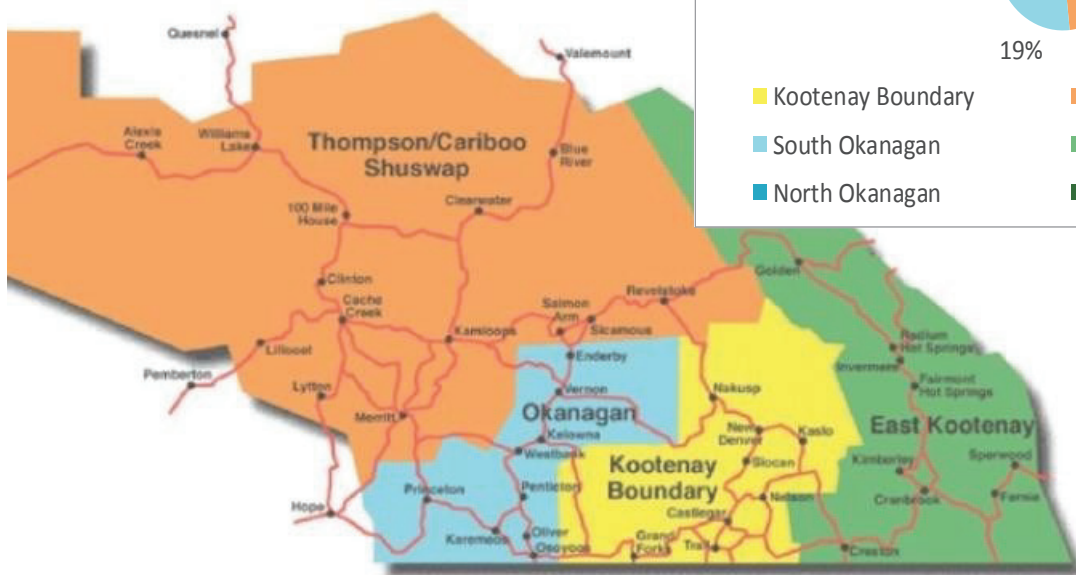 Quesnel
Valemount
19%
Kootenay Boundary
South Okanagan
North Okanagan
Alexis
Creek
Williams
Lake
Thompson/Cariboo
Shuswap
Blue
River
100 Mile
House
Clearwater
Golden
Clinton
Cache
Creek
Revelstoke
Salmon
Arm
Sicamous
Kamloops
Lillooet
Enderby
Radium
Hot Springs
Invermere
Pemberton
Fairmont
Hot Springs
Lytton
Vernon
Nakusp
Merritt
Okanagan
New
Denver
Kaslo
East Kootenay
Kelowna
Westbank
Kootenay
Boundary
Slocan
Kimberley
Sperwood
Princeton
Penticton
Nelson
Cranbrook
Fernie
Hope
Castlegar
Keremeos
Oliver
Osoyoos
Grand
Forks
Trail
Creston